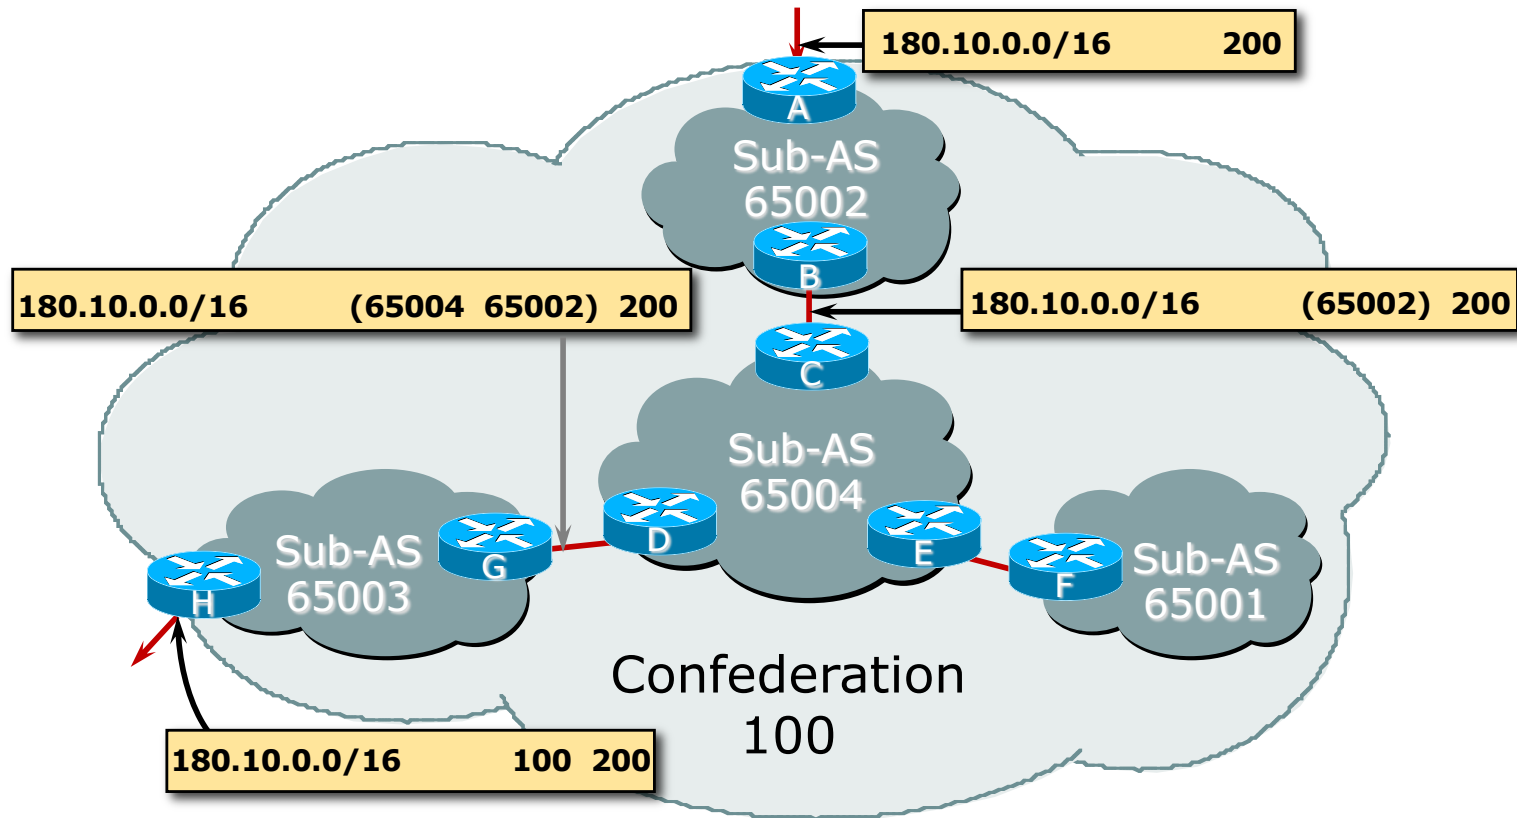 180.10.0.0/16 200
A
Sub-AS
65002
B
180.10.0.0/16 (65004 65002) 200
180.10.0.0/16 (65002) 200
C
Sub-AS
65004
D
E
Sub-AS
65003
G
H
F
Sub-AS
65001
Confederation
100
180.10.0.0/16 100 200